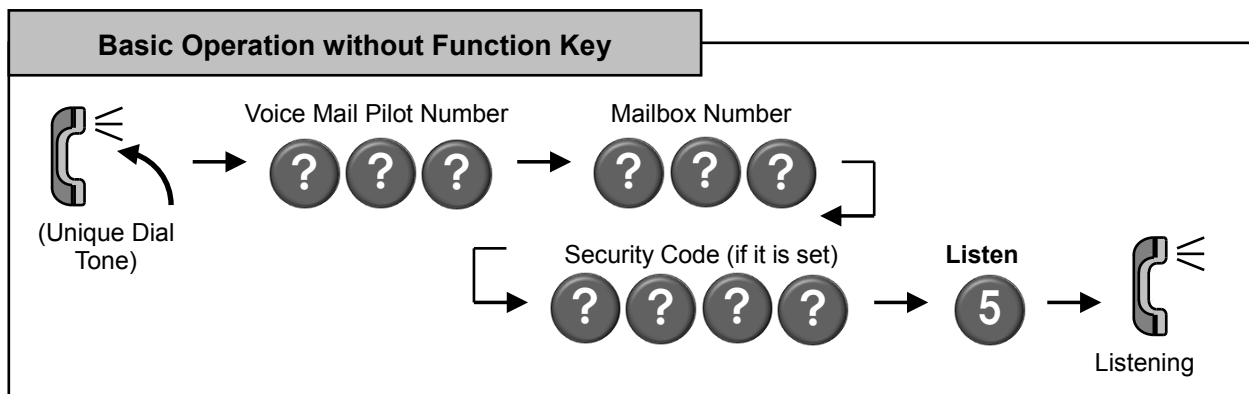 Basic Operation without Function Key
Voice Mail Pilot Number
Mailbox Number
? ? ?
? ? ?
(Unique Dial
Tone)
Security Code (if it is set)
Listen
? ? ? ?
5
Listening